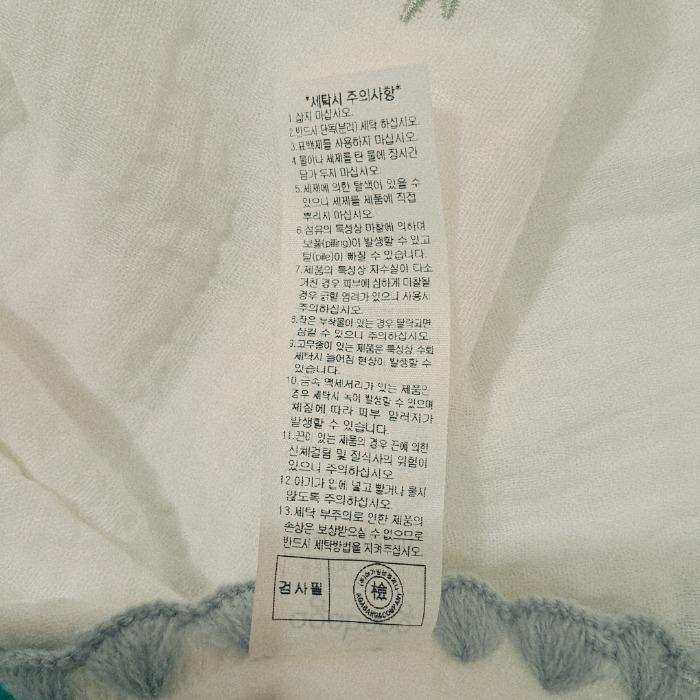 *세탁시 주의사항*
1.삶지 마십시오.
2.반드시 단독(분리) 세탁 하십시오.
3.표백제를 사용하지 마십시오.
4.물이나 세제를 탄 물에 장시간
담가 두지 마십시오.
5.세제에 의한 탈색이 있을 수
있으니 세제를 제품에 직접
뿌리지 마십시오.
6.섬유의 특성상 마찰에 의하여
보풀(pilling)이 발생할 수 있고
털(pile)이 빠질 수 있습니다.
7.제품의 특성상 자수실이 다소
거친 경우 피부에 심하게 마찰될
경우 긁힐 염려가 있으니 사용시
주의하십시오.
8.작은 부착물이 있는 경우 탈락되면
삼킬 수 있으니 주의하십시오.
9.고무줄이 있는 제품은 특성상 수회
세탁시 늘어짐 현상이 발생할 수
있습니다.
10.금속 액세서리가 있는 제품은
경우 세탁시 녹이 발생할 수 있으며
체질에 따라 피부 알러지가
발생할 수 있습니다.
11.끈이 있는 제품의 경우 끈에 의한
신체걸림 및 질식사의 위험이
있으니 주의하십시오.
12.아기가 입에 넣고 빨거나 물지
않도록 주의하십시오.
13.세탁 부주의로 인한 제품의
손상은 보상받으실 수 없으므로
반드시 세탁방법을 지켜주십시오.
검사필
檢
AGABANG&COMPANY